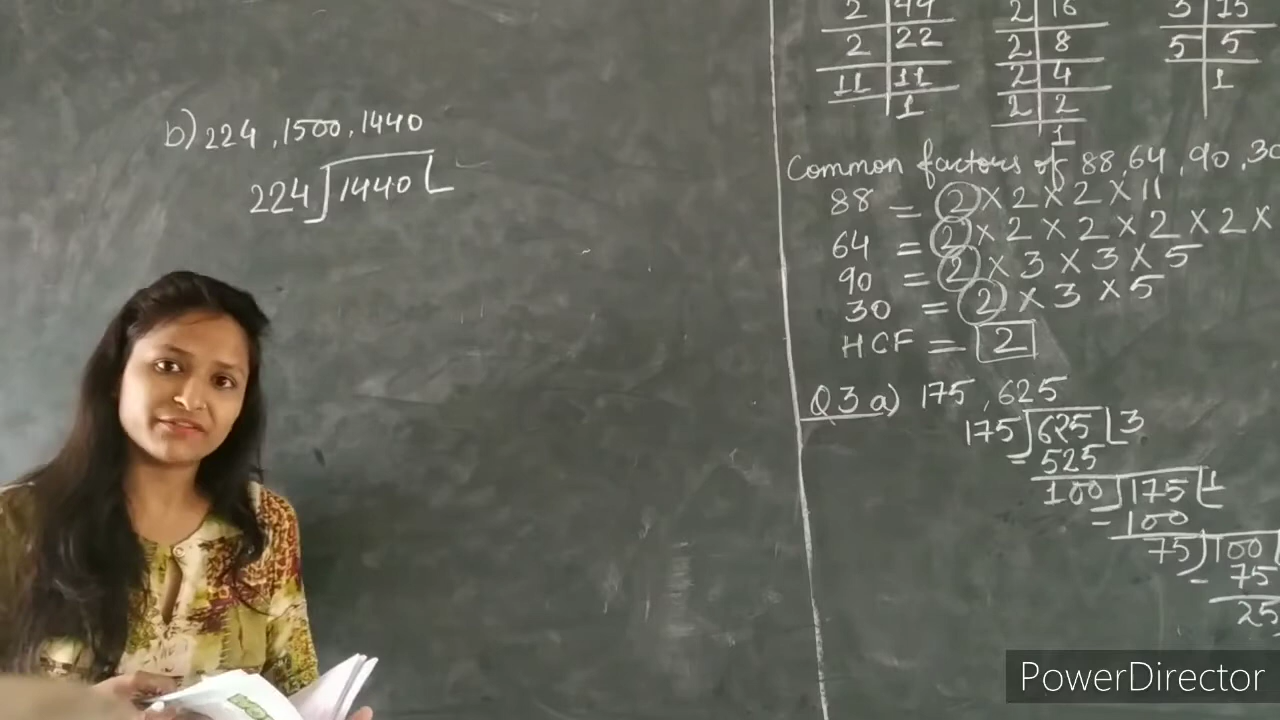 b) 224, 1500, 1440
224 1440
2 44
2 22
11 11
1
2 16
2 8
2 4
2 2
1
3 15
5 5
1
Common factors of 88, 64, 90, 30
88 = 2 × 2 × 2 × 11
64 = 2 × 2 × 2 × 2 × 2 ×
90 = 2 × 3 × 3 × 5
30 = 2 × 3 × 5
HCF = 2
Q3 a) 175, 625
175 625 3
- 525
100 175 1
- 100
75 100
- 75
25
PowerDirector